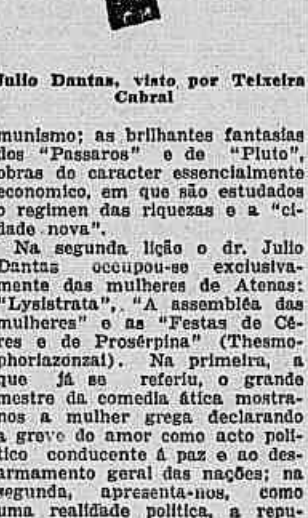 Julio Dantas, visto por Teixeira
Cabral
munismo; as brilhantes fantasias
dos "Passaros" e de "Pluto",
obras de caracter essencialmente
economico, em que são estudados
o regimen das riquezas e a "ci-
dade nova".
Na segunda lição o dr. Julio
Dantas occupou-se exclusiva-
mente das mulheres de Atenas:
"Lysistrata", "A assembléa das
mulheres" e as "Festas de Cé-
res e de Prosérpina" (Thesmo-
phoriazonzai). Na primeira, a
que já se referiu, o grande
mestre da comedia ática mostra-
nos a mulher grega declarando
a greve do amor como acto poli-
tico conducente á paz e ao des-
armamento geral das nações; na
segunda, apresenta-nos, como
uma realidade politica, a repu-